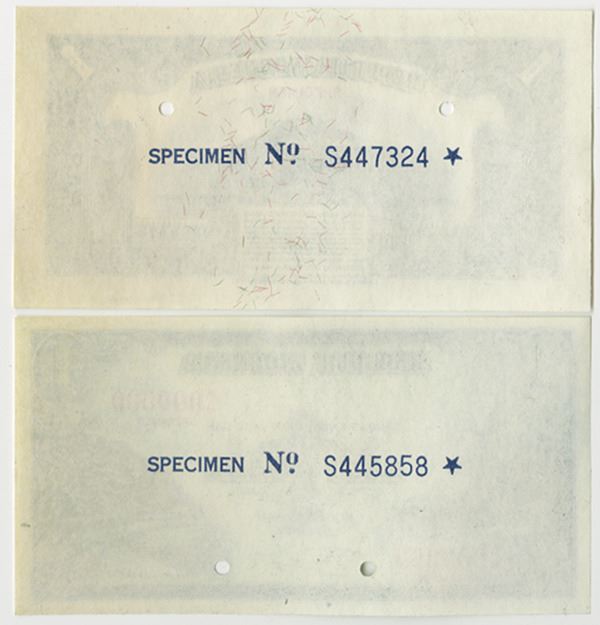 SPECIMEN Nº S447324 ★
SPECIMEN Nº S445858 ★